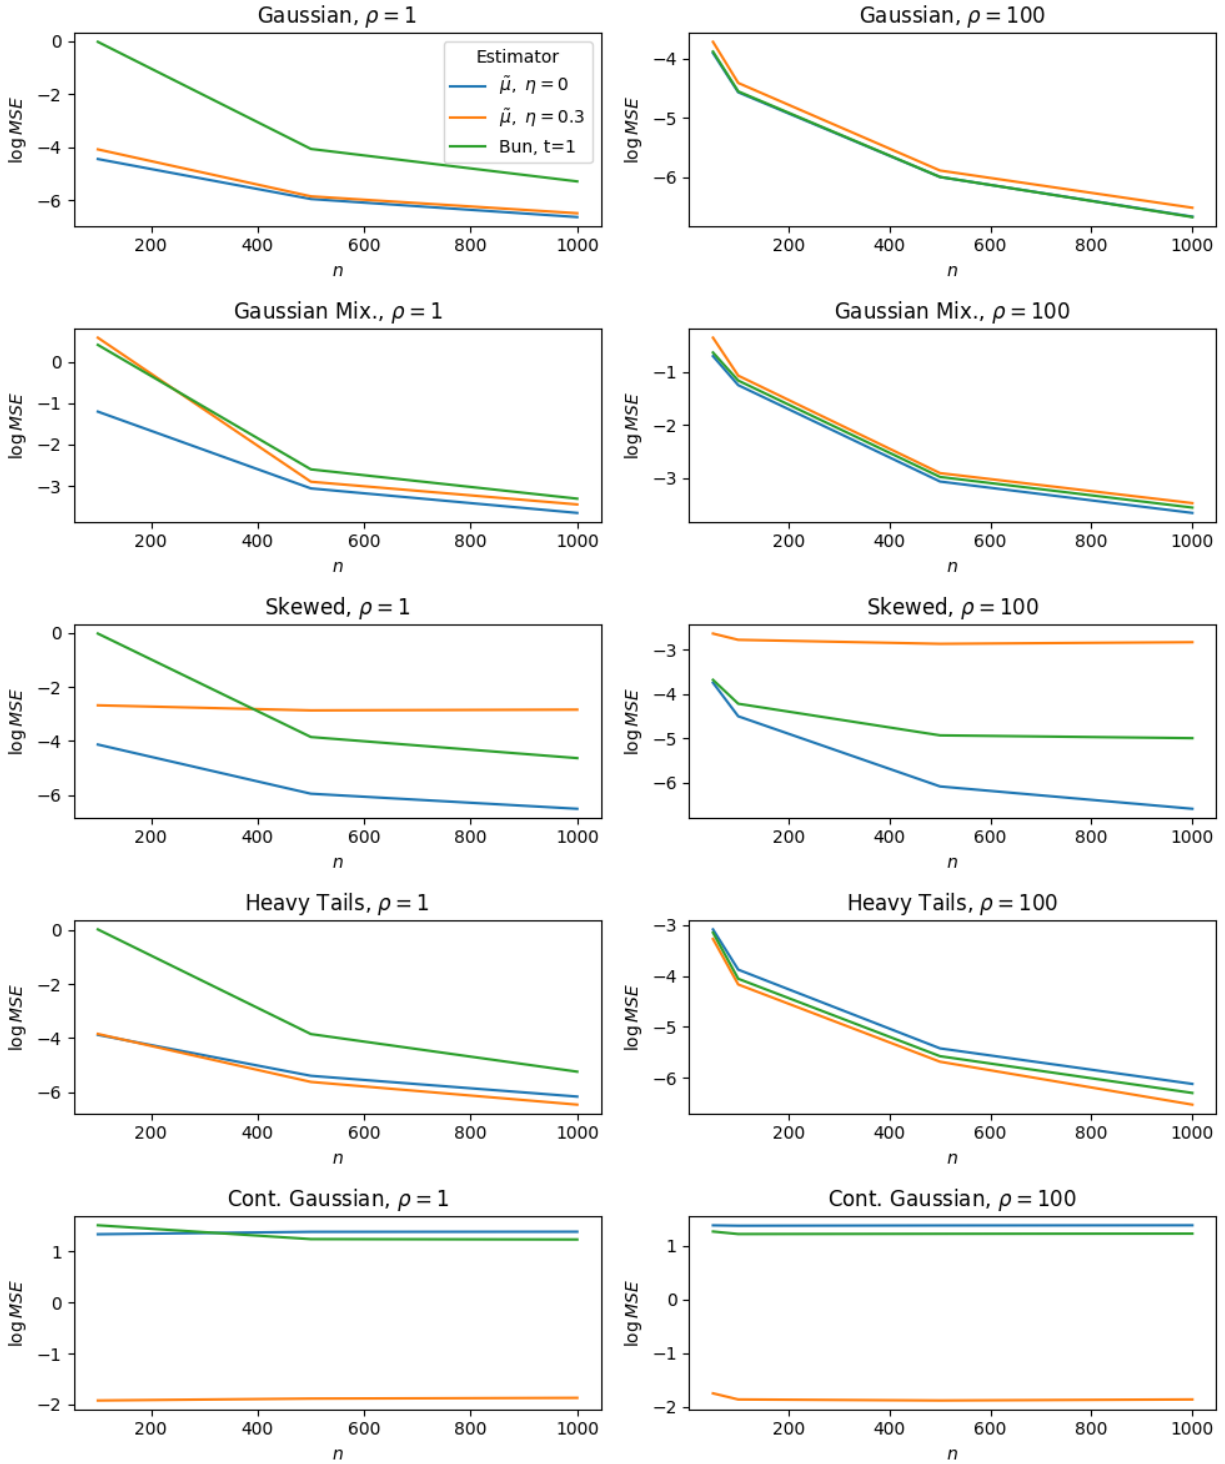 Gaussian, ρ = 1
0
−2
−4
−6
log MSE
200 400 600 800 1000
n
Estimator
μ̃, η = 0
μ̃, η = 0.3
Bun, t=1
Gaussian, ρ = 100
−4
−5
−6
log MSE
200 400 600 800 1000
n
Gaussian Mix., ρ = 1
0
−1
−2
−3
log MSE
200 400 600 800 1000
n
Gaussian Mix., ρ = 100
−1
−2
−3
log MSE
200 400 600 800 1000
n
Skewed, ρ = 1
0
−2
−4
−6
log MSE
200 400 600 800 1000
n
Skewed, ρ = 100
−3
−4
−5
−6
log MSE
200 400 600 800 1000
n
Heavy Tails, ρ = 1
0
−2
−4
−6
log MSE
200 400 600 800 1000
n
Heavy Tails, ρ = 100
−3
−4
−5
−6
log MSE
200 400 600 800 1000
n
Cont. Gaussian, ρ = 1
1
0
−1
−2
log MSE
200 400 600 800 1000
n
Cont. Gaussian, ρ = 100
1
0
−1
−2
log MSE
200 400 600 800 1000
n